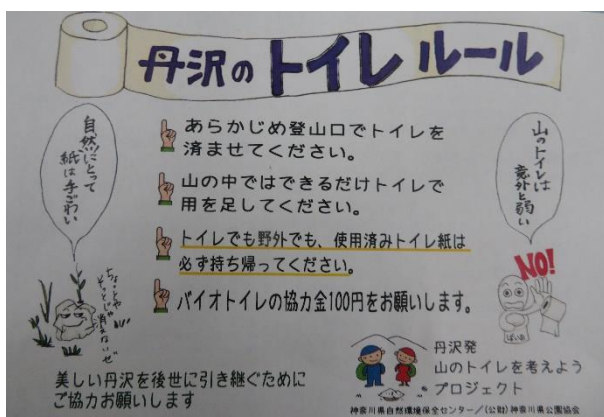 丹沢の トイレ ルール
自然にとって
紙は手ごわい
あらかじめ登山口でトイレを
済ませてください。
山のトイレは
意外と弱い
山の中ではできるだけトイレで
用を足してください。
トイレでも野外でも、使用済みトイレ紙は
必ず持ち帰ってください。
NO!
バイオトイレの協力金100円をお願いします。
美しい丹沢を後世に引き継ぐために
ご協力お願いします
丹沢発
山のトイレを考えよう
プロジェクト
神奈川県自然環境保全センター/(公財)神奈川県公園協会